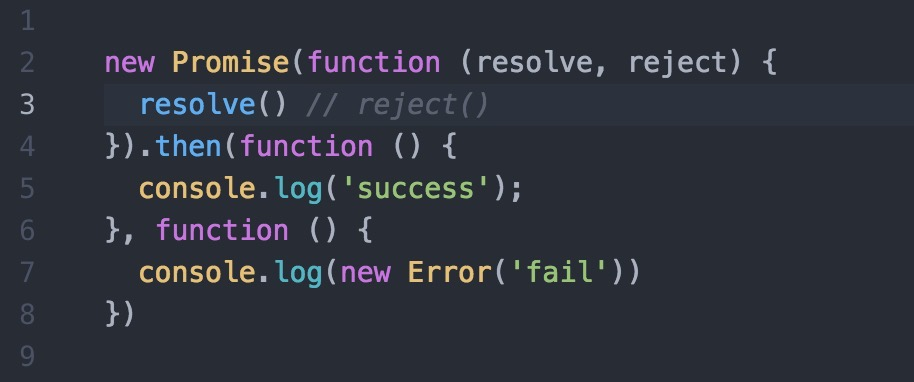 1
2 new Promise(function (resolve, reject) {
3 resolve() // reject()
4 }).then(function () {
5 console.log('success');
6 }, function () {
7 console.log(new Error('fail'))
8 })
9